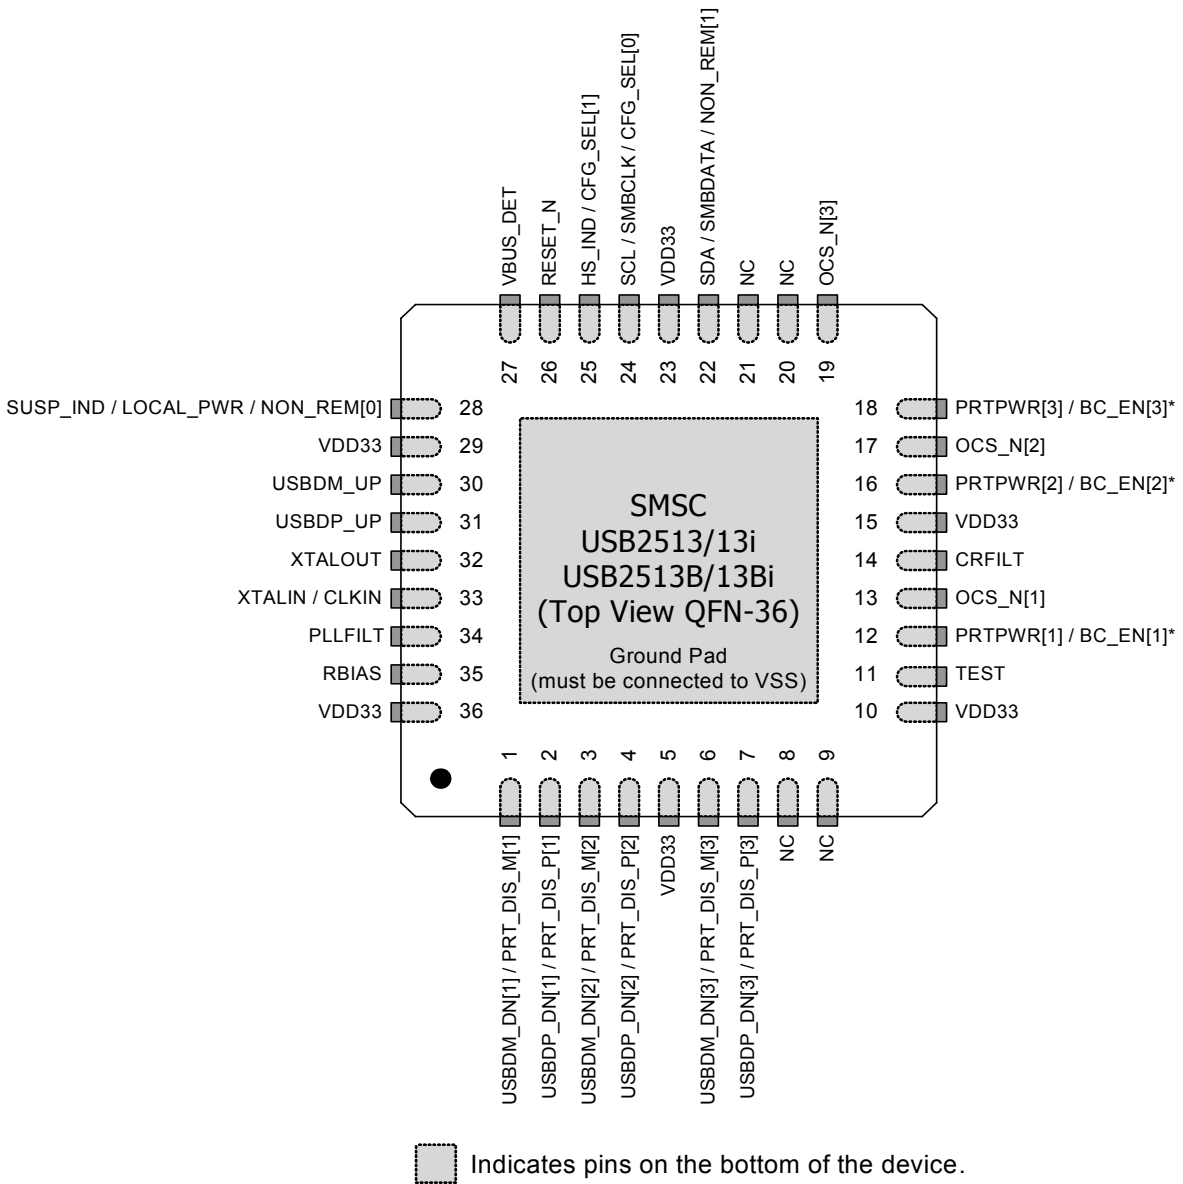 VBUS_DET
RESET_N
HS_IND / CFG_SEL[1]
SCL / SMBCLK / CFG_SEL[0]
VDD33
SDA / SMBDATA / NON_REM[1]
NC
NC
OCS_N[3]
27
26
25
24
23
22
21
20
19
SUSP_IND / LOCAL_PWR / NON_REM[0] 28
VDD33 29
USBDM_UP 30
USBDP_UP 31
XTALOUT 32
XTALIN / CLKIN 33
PLLFILT 34
RBIAS 35
VDD33 36
SMSC
USB2513/13i
USB2513B/13Bi
(Top View QFN-36)
Ground Pad
(must be connected to VSS)
18 PRTPWR[3] / BC_EN[3]*
17 OCS_N[2]
16 PRTPWR[2] / BC_EN[2]*
15 VDD33
14 CRFILT
13 OCS_N[1]
12 PRTPWR[1] / BC_EN[1]*
11 TEST
10 VDD33
1
2
3
4
5
6
7
8
9
USBDM_DN[1] / PRT_DIS_M[1]
USBDP_DN[1] / PRT_DIS_P[1]
USBDM_DN[2] / PRT_DIS_M[2]
USBDP_DN[2] / PRT_DIS_P[2]
VDD33
USBDM_DN[3] / PRT_DIS_M[3]
USBDP_DN[3] / PRT_DIS_P[3]
NC
NC
Indicates pins on the bottom of the device.